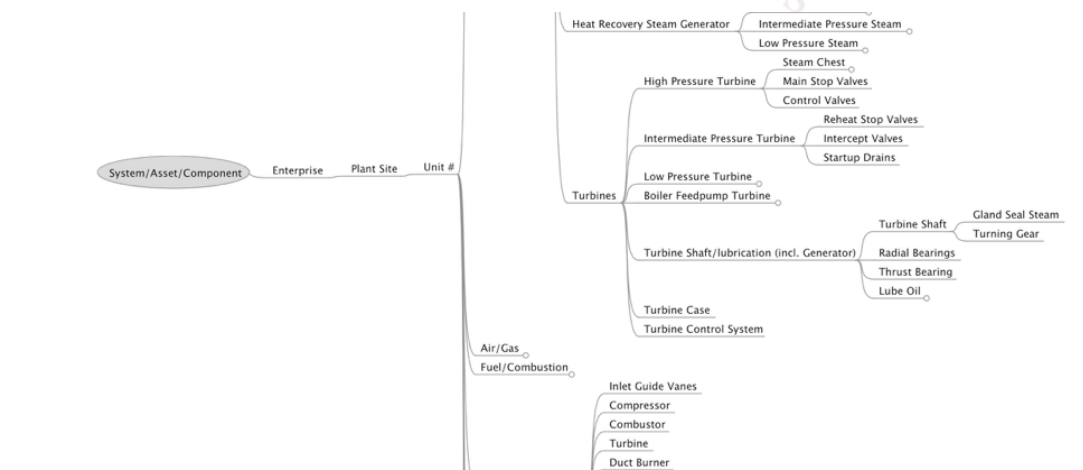 Heat Recovery Steam Generator
Intermediate Pressure Steam
Low Pressure Steam
Steam Chest
High Pressure Turbine
Main Stop Valves
Control Valves
Reheat Stop Valves
Intermediate Pressure Turbine
Intercept Valves
Startup Drains
System/Asset/Component
Enterprise
Plant Site
Unit #
Low Pressure Turbine
Turbines
Boiler Feedpump Turbine
Gland Seal Steam
Turbine Shaft
Turning Gear
Turbine Shaft/lubrication (incl. Generator)
Radial Bearings
Thrust Bearing
Lube Oil
Turbine Case
Turbine Control System
Air/Gas
Fuel/Combustion
Inlet Guide Vanes
Compressor
Combustor
Turbine
Duct Burner